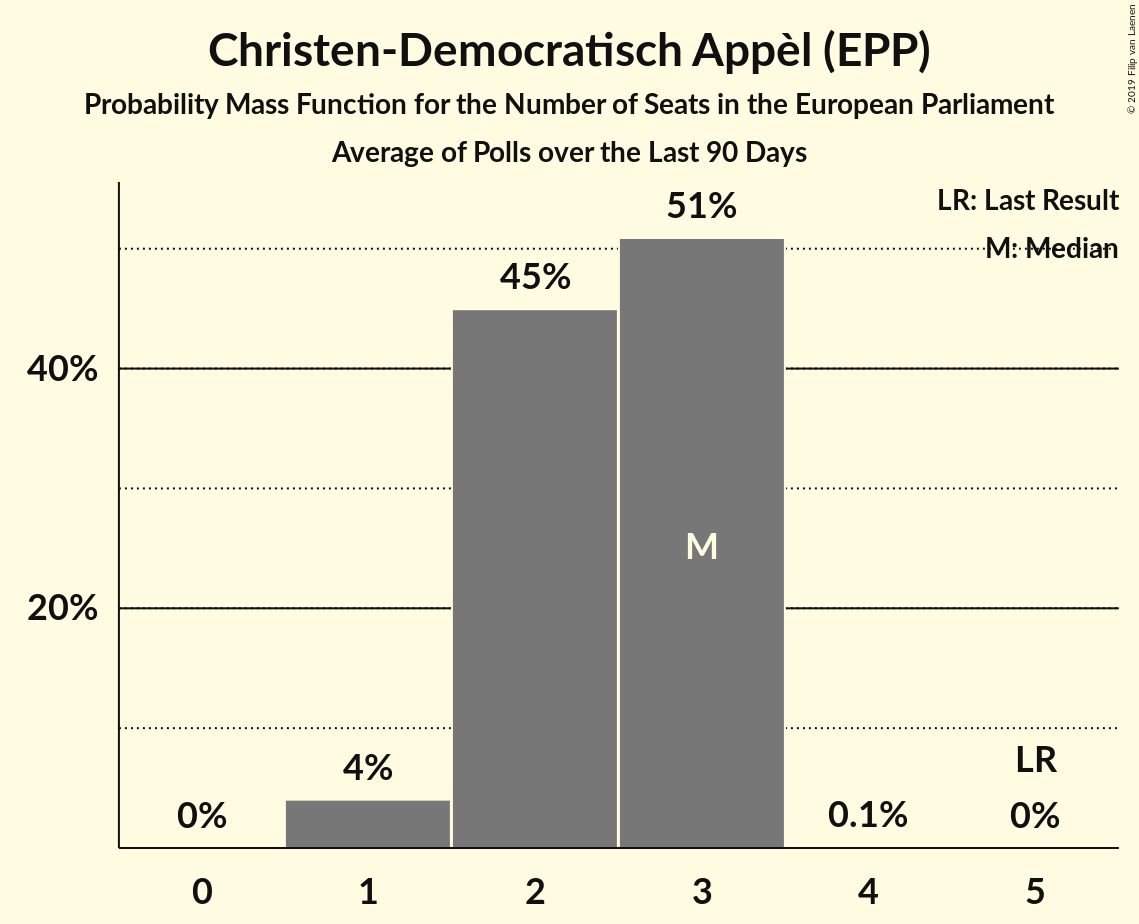 Christen-Democratisch Appèl (EPP)
Probability Mass Function for the Number of Seats in the European Parliament
Average of Polls over the Last 90 Days
© 2019 Filip van Laenen
LR: Last Result
M: Median
51%
45%
40%
M
20%
4%
LR
0%
0.1%
0%
0 1 2 3 4 5